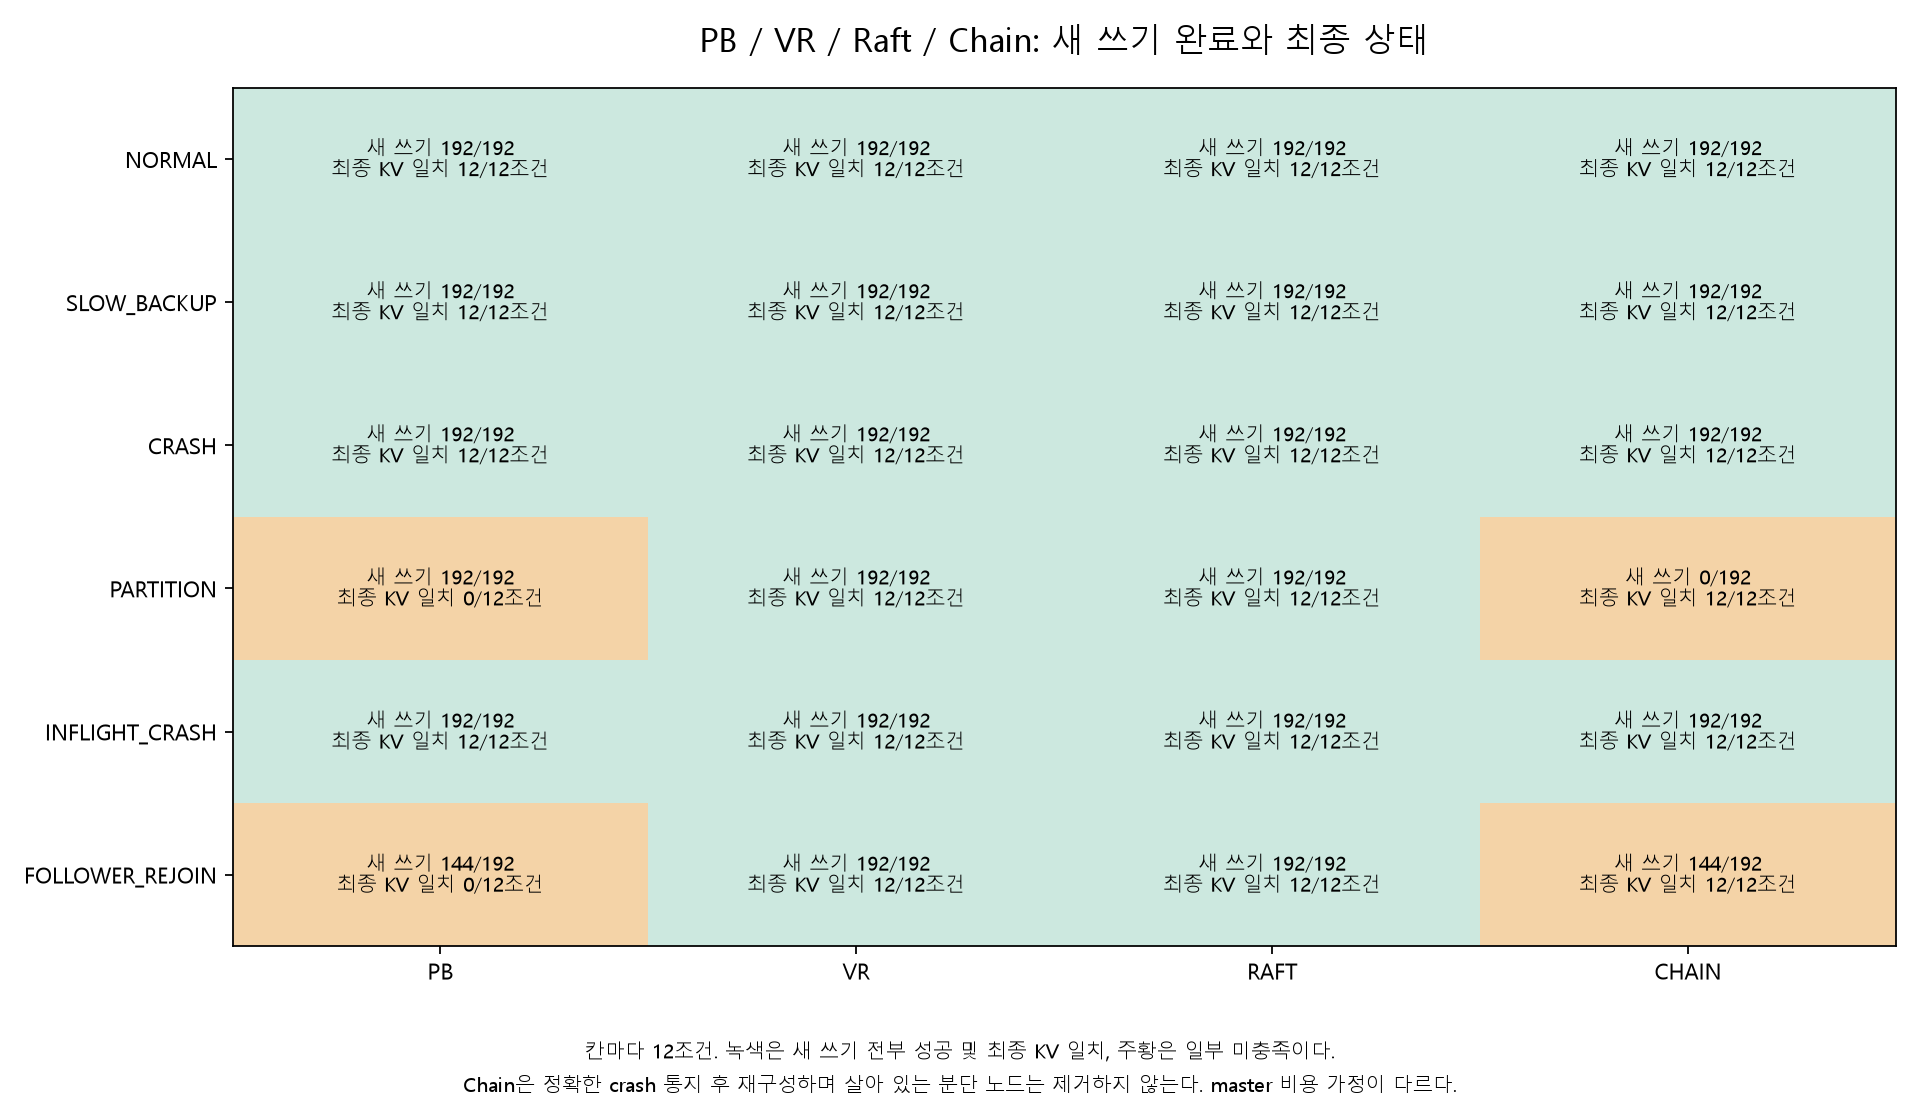 PB / VR / Raft / Chain: 새 쓰기 완료와 최종 상태
NORMAL
새 쓰기 192/192
최종 KV 일치 12/12조건
새 쓰기 192/192
최종 KV 일치 12/12조건
새 쓰기 192/192
최종 KV 일치 12/12조건
새 쓰기 192/192
최종 KV 일치 12/12조건
SLOW_BACKUP
새 쓰기 192/192
최종 KV 일치 12/12조건
새 쓰기 192/192
최종 KV 일치 12/12조건
새 쓰기 192/192
최종 KV 일치 12/12조건
새 쓰기 192/192
최종 KV 일치 12/12조건
CRASH
새 쓰기 192/192
최종 KV 일치 12/12조건
새 쓰기 192/192
최종 KV 일치 12/12조건
새 쓰기 192/192
최종 KV 일치 12/12조건
새 쓰기 192/192
최종 KV 일치 12/12조건
PARTITION
새 쓰기 192/192
최종 KV 일치 0/12조건
새 쓰기 192/192
최종 KV 일치 12/12조건
새 쓰기 192/192
최종 KV 일치 12/12조건
새 쓰기 0/192
최종 KV 일치 12/12조건
INFLIGHT_CRASH
새 쓰기 192/192
최종 KV 일치 12/12조건
새 쓰기 192/192
최종 KV 일치 12/12조건
새 쓰기 192/192
최종 KV 일치 12/12조건
새 쓰기 192/192
최종 KV 일치 12/12조건
FOLLOWER_REJOIN
새 쓰기 144/192
최종 KV 일치 0/12조건
새 쓰기 192/192
최종 KV 일치 12/12조건
새 쓰기 192/192
최종 KV 일치 12/12조건
새 쓰기 144/192
최종 KV 일치 12/12조건
PB
VR
RAFT
CHAIN
칸마다 12조건. 녹색은 새 쓰기 전부 성공 및 최종 KV 일치, 주황은 일부 미충족이다.
Chain은 정확한 crash 통지 후 재구성하며 살아 있는 분단 노드는 제거하지 않는다. master 비용 가정이 다르다.